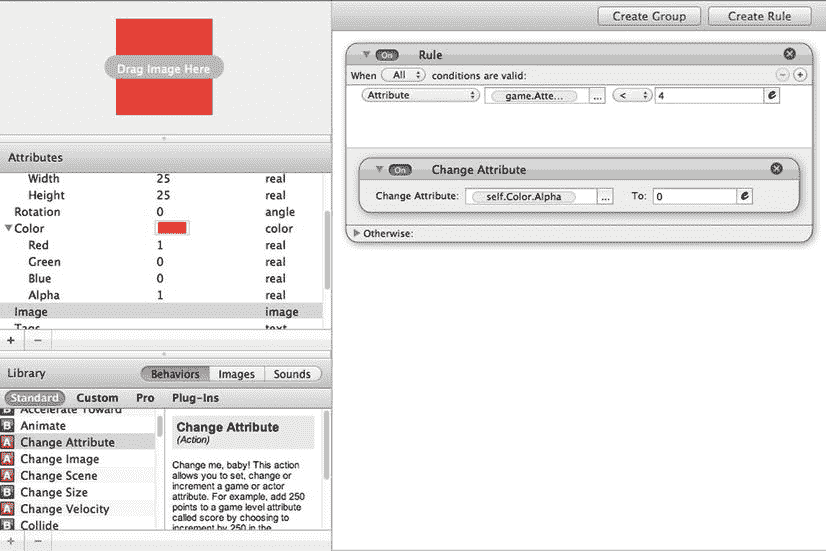 Create Group Create Rule
Drag Image Here
Attributes
Width 25 real
Height 25 real
Rotation 0 angle
Color color
Red 1 real
Green 0 real
Blue 0 real
Alpha 1 real
Image image
Tags text
+ −
Library Behaviors Images Sounds
Standard Custom Pro Plug-Ins
B Accelerate Toward
B Animate
A Change Attribute
A Change Image
A Change Scene
B Change Size
A Change Velocity
B Collide
Change Attribute
(Action)
Change me, baby! This action
allows you to set, change or
increment a game or actor
attribute. For example, add 250
points to a game level attribute
called score by choosing to
increment by 250 in the
+ −
On Rule
When All conditions are valid:
Attribute game.Atte... ... < 4 e
On Change Attribute
Change Attribute: self.Color.Alpha ... To: 0 e
Otherwise: